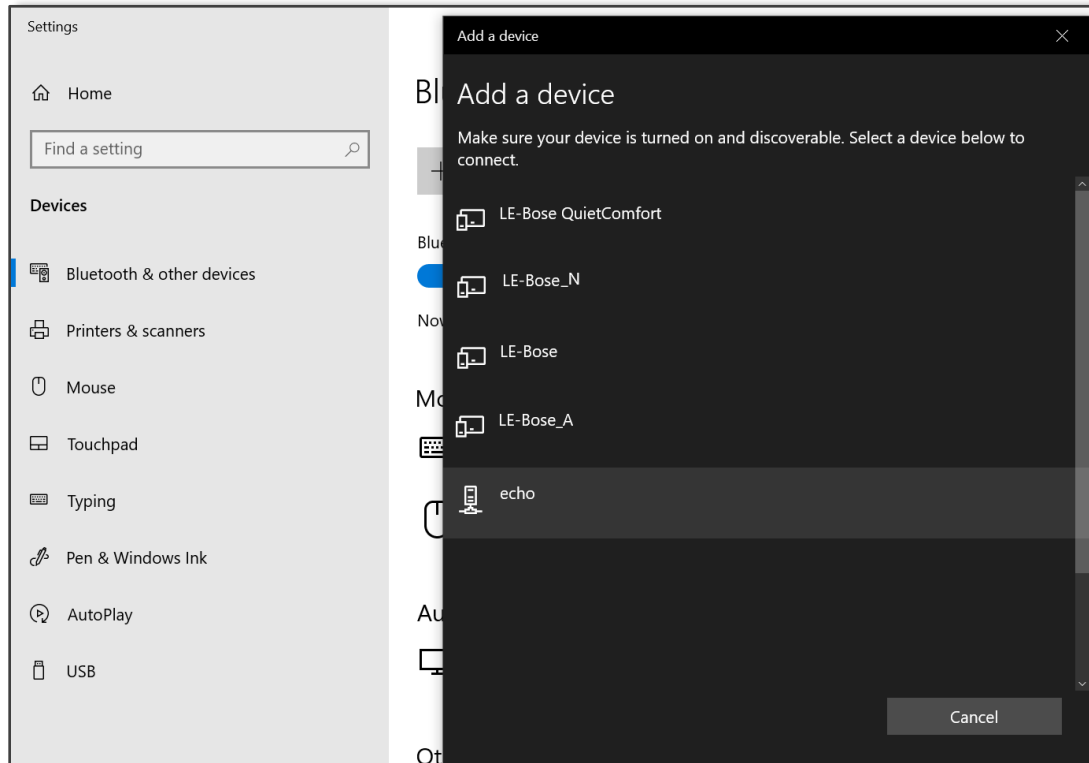 Settings
Home
Find a setting
Devices
Bluetooth & other devices
Printers & scanners
Mouse
Touchpad
Typing
Pen & Windows Ink
AutoPlay
USB
Add a device
Add a device
Make sure your device is turned on and discoverable. Select a device below to
connect.
LE-Bose QuietComfort
LE-Bose_N
LE-Bose
LE-Bose_A
echo
Cancel